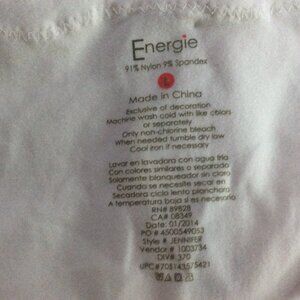 Energie
91% Nylon 9% Spandex
L
Made in China
Exclusive of decoration
Machine wash cold with like colors
or separately
Only non-chlorine bleach
When needed tumble dry low
Cool iron if necessary
Lavar en lavadora con agua fria
Con colores similares o separado
Solamente blanqueador sin cloro
Cuando se necesite secar en
Secadora ciclo lento planchara
A temperatura baja si es necesario
RN# 89828
CA# 08349
Date: 01/2014
PO # 4500549053
Style # JENNIFER
Vendor # 1003734
DIV# 370
UPC#708143575421